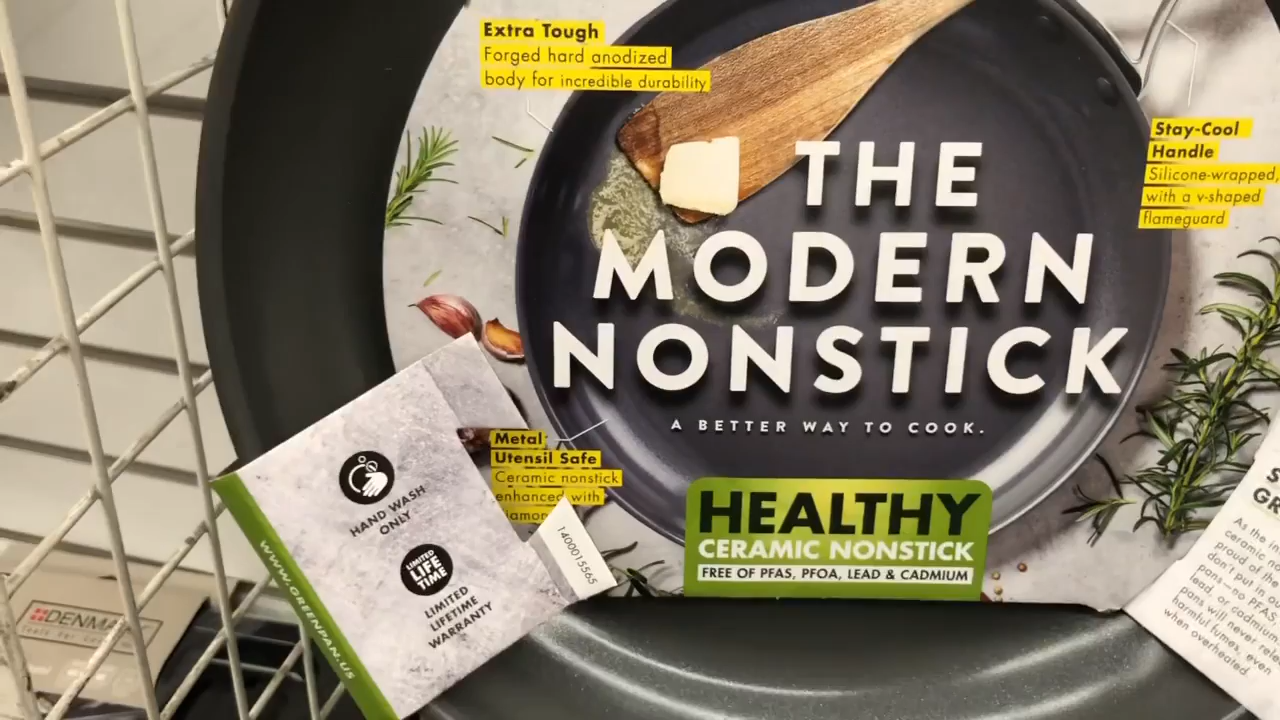 Extra Tough
Forged hard anodized
body for incredible durability
Stay-Cool
Handle
Silicone-wrapped,
with a v-shaped
flameguard
THE
MODERN
NONSTICK
A BETTER WAY TO COOK.
Metal
Utensil Safe
Ceramic nonstick
enhanced with
HEALTHY
CERAMIC NONSTICK
FREE OF PFAS, PFOA, LEAD & CADMIUM
HAND WASH
ONLY
LIMITED
LIFE
TIME
LIMITED
LIFETIME
WARRANTY
WWW.GREENPAN.US
1400015565
As the in
ceramic no
proud of the
don't put in o
pans—no PFAS
lead, or cadmium
pans will never rele
harmful fumes, even
when overheated.